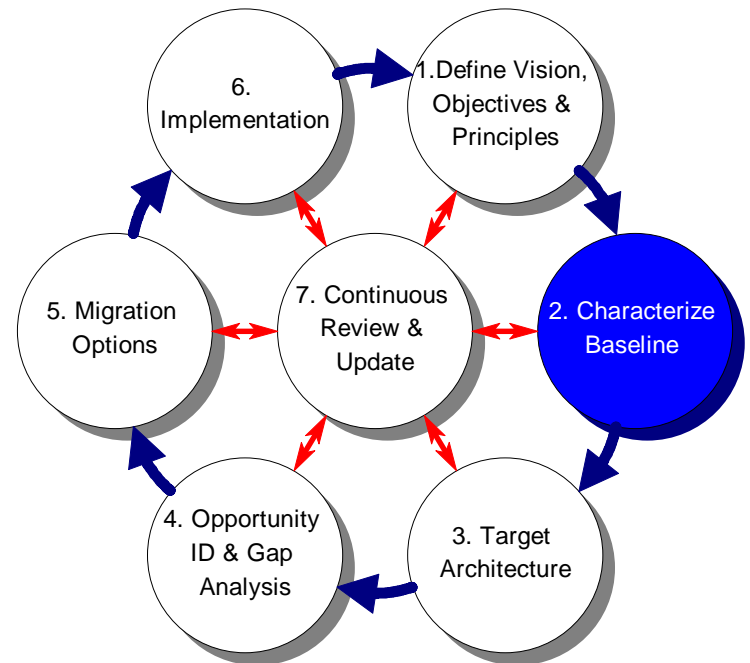 1.Define Vision,
Objectives &
Principles
2. Characterize
Baseline
3. Target
Architecture
4. Opportunity
ID & Gap
Analysis
5. Migration
Options
6.
Implementation
7. Continuous
Review &
Update